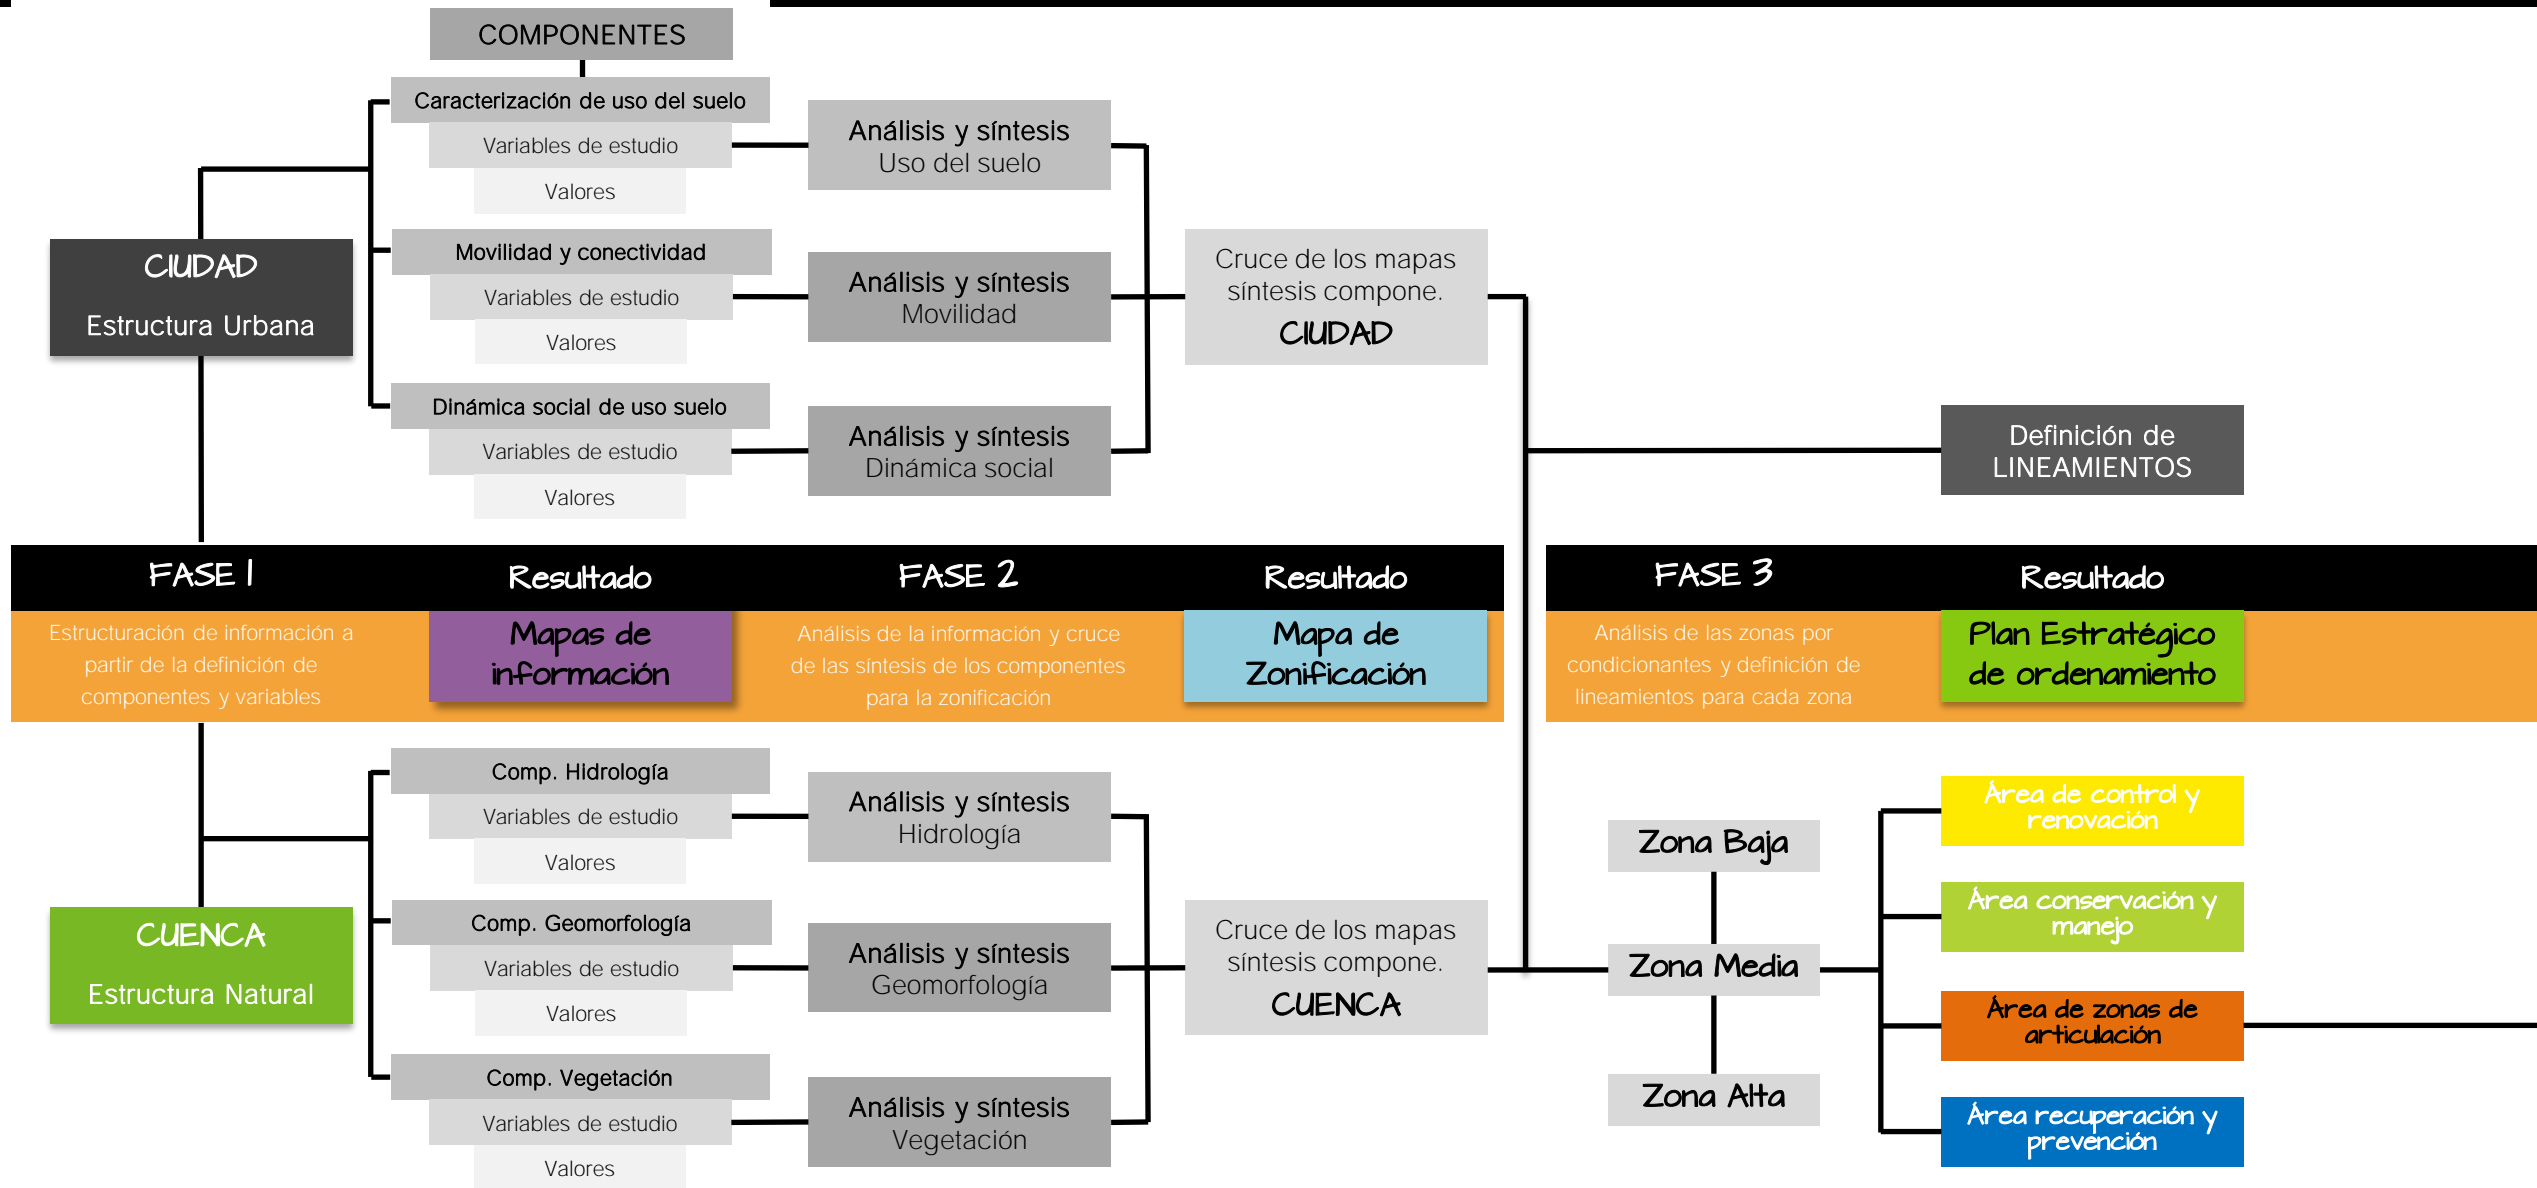 COMPONENTES
Caracterización de uso del suelo
Variables de estudio
Valores
Análisis y síntesis
Uso del suelo
CIUDAD
Estructura Urbana
Movilidad y conectividad
Variables de estudio
Valores
Análisis y síntesis
Movilidad
Cruce de los mapas
síntesis compone.
CIUDAD
Dinámica social de uso suelo
Variables de estudio
Valores
Análisis y síntesis
Dinámica social
Definición de
LINEAMIENTOS
FASE 1
Resultado
FASE 2
Resultado
FASE 3
Resultado
Estructuración de información a
partir de la definición de
componentes y variables
Mapas de
información
Análisis de la información y cruce
de las síntesis de los componentes
para la zonificación
Mapa de
Zonificación
Análisis de las zonas por
condicionantes y definición de
lineamientos para cada zona
Plan Estratégico
de ordenamiento
Comp. Hidrología
Variables de estudio
Valores
Análisis y síntesis
Hidrología
CUENCA
Estructura Natural
Comp. Geomorfología
Variables de estudio
Valores
Análisis y síntesis
Geomorfología
Cruce de los mapas
síntesis compone.
CUENCA
Comp. Vegetación
Variables de estudio
Valores
Análisis y síntesis
Vegetación
Zona Baja
Zona Media
Zona Alta
Área de control y
renovación
Área conservación y
manejo
Área de zonas de
articulación
Área recuperación y
prevención